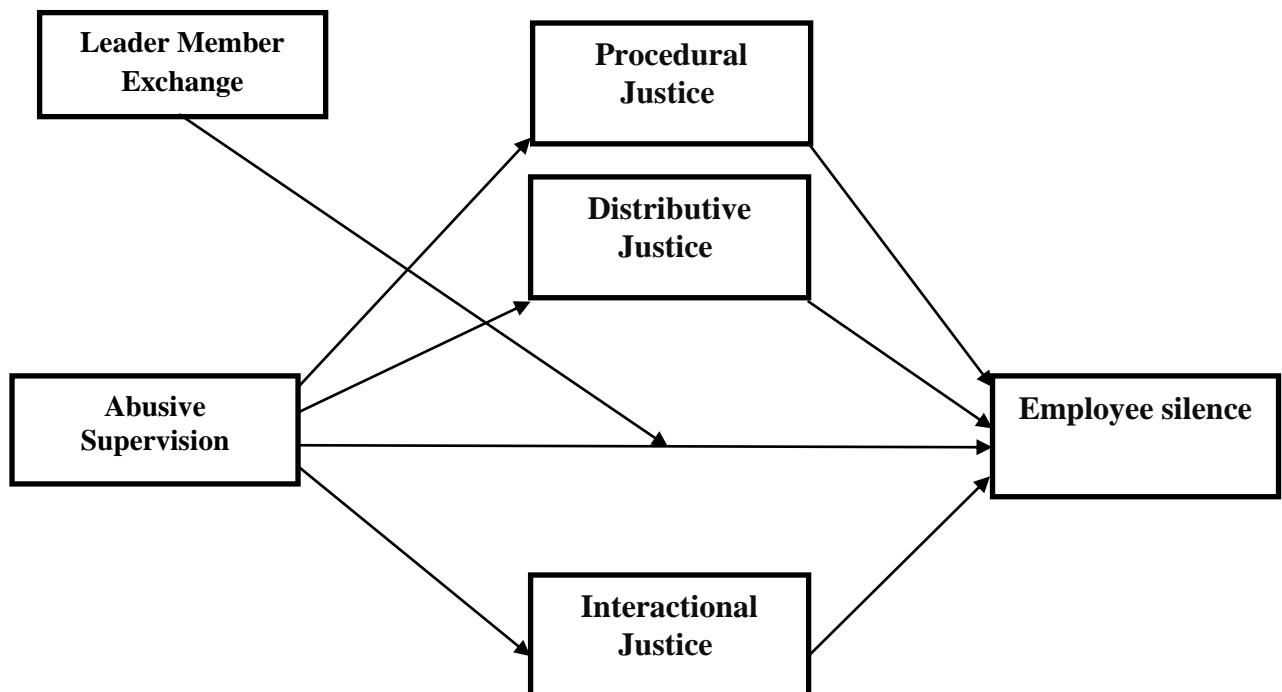 Leader Member
Exchange
Procedural
Justice
Distributive
Justice
Abusive
Supervision
Employee silence
Interactional
Justice